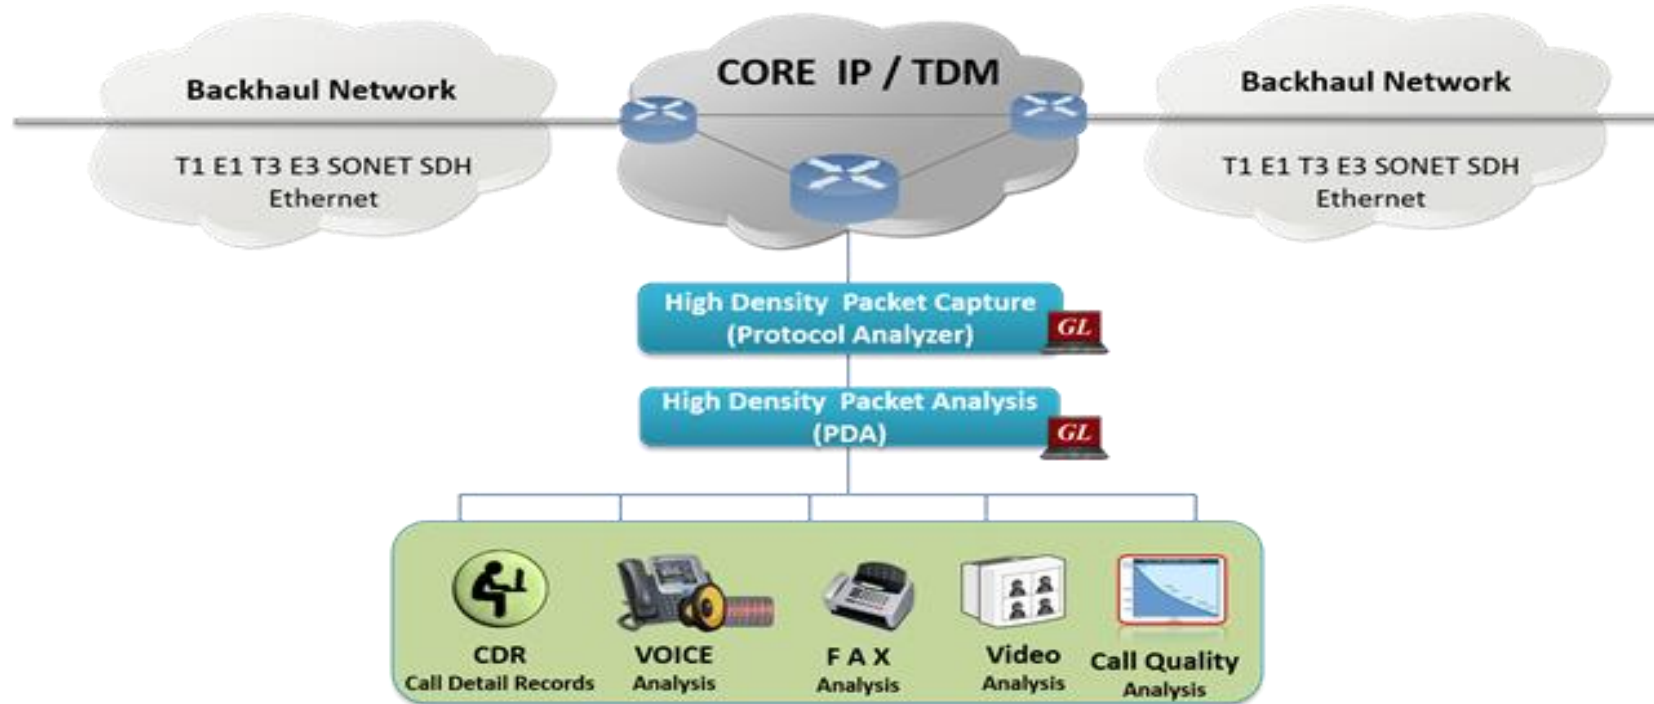 Backhaul Network
T1 E1 T3 E3 SONET SDH
Ethernet
CORE IP / TDM
Backhaul Network
T1 E1 T3 E3 SONET SDH
Ethernet
High Density Packet Capture
(Protocol Analyzer)
GL
High Density Packet Analysis
(PDA)
GL
CDR
Call Detail Records
VOICE
Analysis
F A X
Analysis
Video
Analysis
Call Quality
Analysis